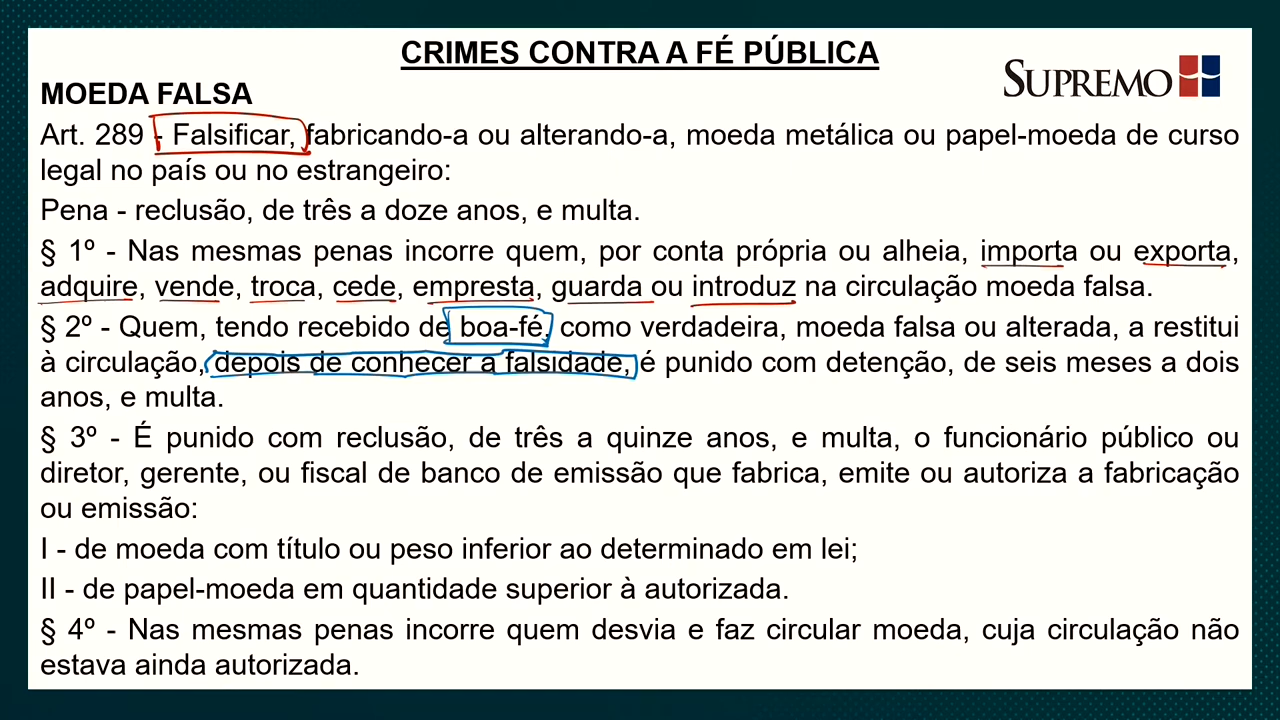 CRIMES CONTRA A FÉ PÚBLICA
SUPREMO
MOEDA FALSA
Art. 289 - Falsificar, fabricando-a ou alterando-a, moeda metálica ou papel-moeda de curso
legal no país ou no estrangeiro:
Pena - reclusão, de três a doze anos, e multa.
§ 1º - Nas mesmas penas incorre quem, por conta própria ou alheia, importa ou exporta,
adquire, vende, troca, cede, empresta, guarda ou introduz na circulação moeda falsa.
§ 2º - Quem, tendo recebido de boa-fé, como verdadeira, moeda falsa ou alterada, a restitui
à circulação, depois de conhecer a falsidade, é punido com detenção, de seis meses a dois
anos, e multa.
§ 3º - É punido com reclusão, de três a quinze anos, e multa, o funcionário público ou
diretor, gerente, ou fiscal de banco de emissão que fabrica, emite ou autoriza a fabricação
ou emissão:
I - de moeda com título ou peso inferior ao determinado em lei;
II - de papel-moeda em quantidade superior à autorizada.
§ 4º - Nas mesmas penas incorre quem desvia e faz circular moeda, cuja circulação não
estava ainda autorizada.